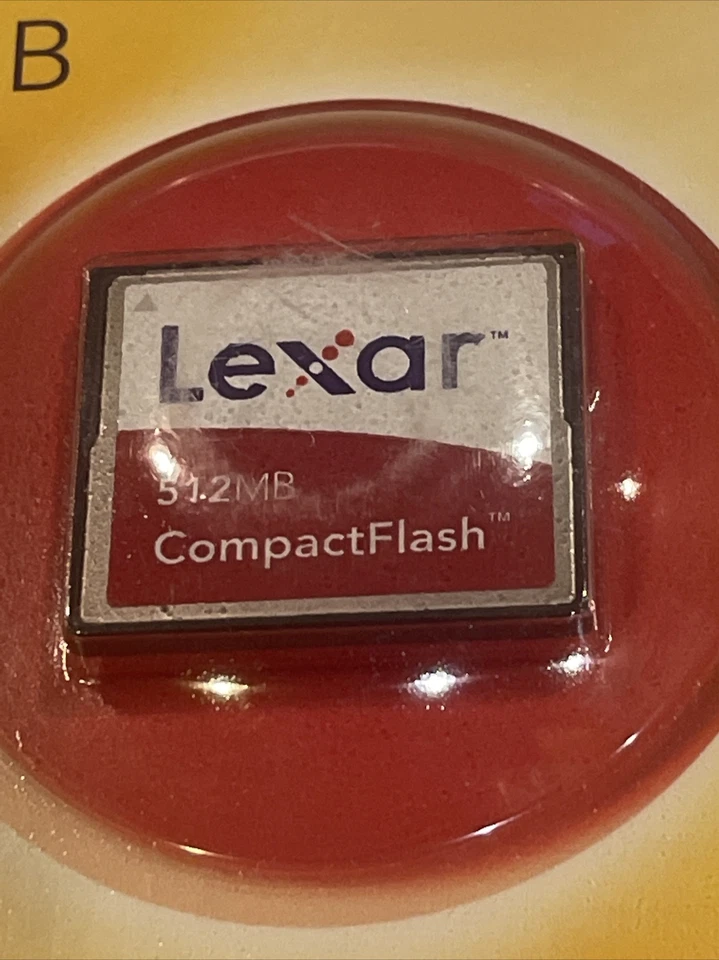 B
Lexar™
512MB
CompactFlash™